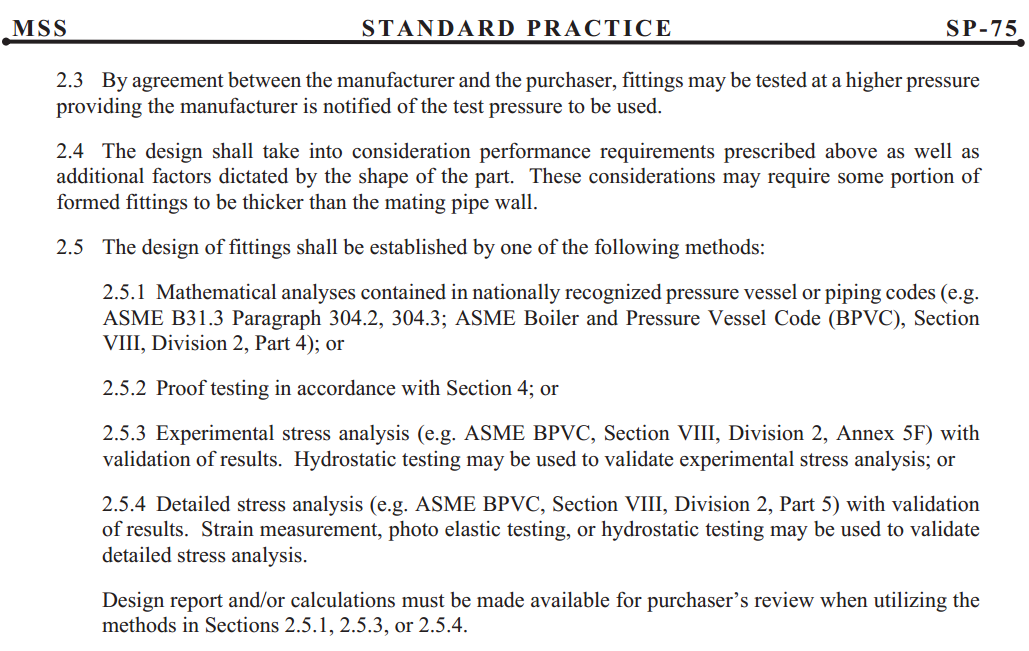 MSS STANDARD PRACTICE SP-75
2.3 By agreement between the manufacturer and the purchaser, fittings may be tested at a higher pressure
providing the manufacturer is notified of the test pressure to be used.
2.4 The design shall take into consideration performance requirements prescribed above as well as
additional factors dictated by the shape of the part. These considerations may require some portion of
formed fittings to be thicker than the mating pipe wall.
2.5 The design of fittings shall be established by one of the following methods:
2.5.1 Mathematical analyses contained in nationally recognized pressure vessel or piping codes (e.g.
ASME B31.3 Paragraph 304.2, 304.3; ASME Boiler and Pressure Vessel Code (BPVC), Section
VIII, Division 2, Part 4); or
2.5.2 Proof testing in accordance with Section 4; or
2.5.3 Experimental stress analysis (e.g. ASME BPVC, Section VIII, Division 2, Annex 5F) with
validation of results. Hydrostatic testing may be used to validate experimental stress analysis; or
2.5.4 Detailed stress analysis (e.g. ASME BPVC, Section VIII, Division 2, Part 5) with validation
of results. Strain measurement, photo elastic testing, or hydrostatic testing may be used to validate
detailed stress analysis.
Design report and/or calculations must be made available for purchaser's review when utilizing the
methods in Sections 2.5.1, 2.5.3, or 2.5.4.